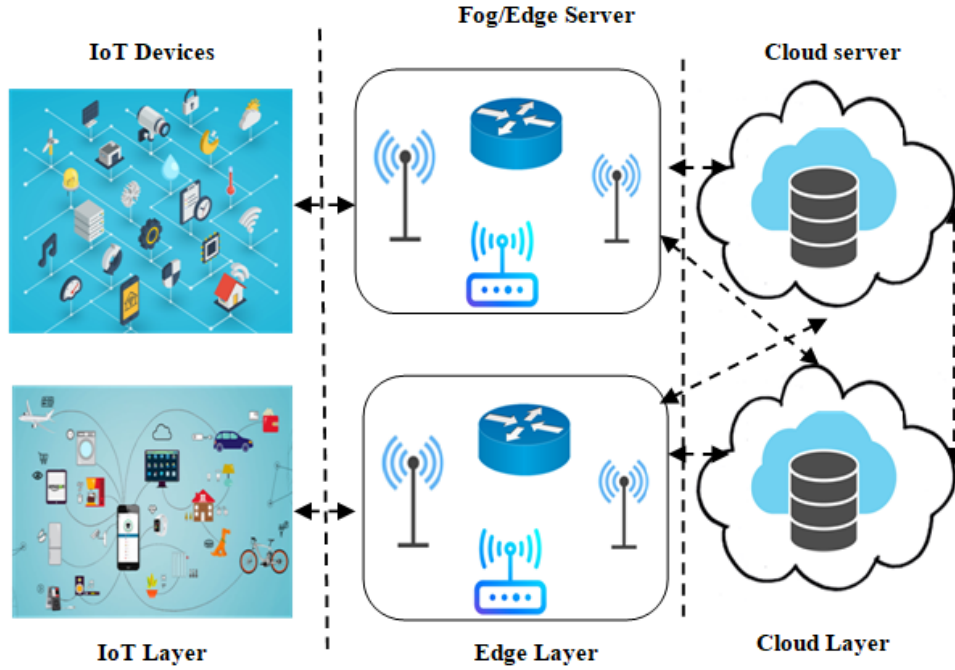 Fog/Edge Server
IoT Devices
Cloud server
IoT Layer
Edge Layer
Cloud Layer